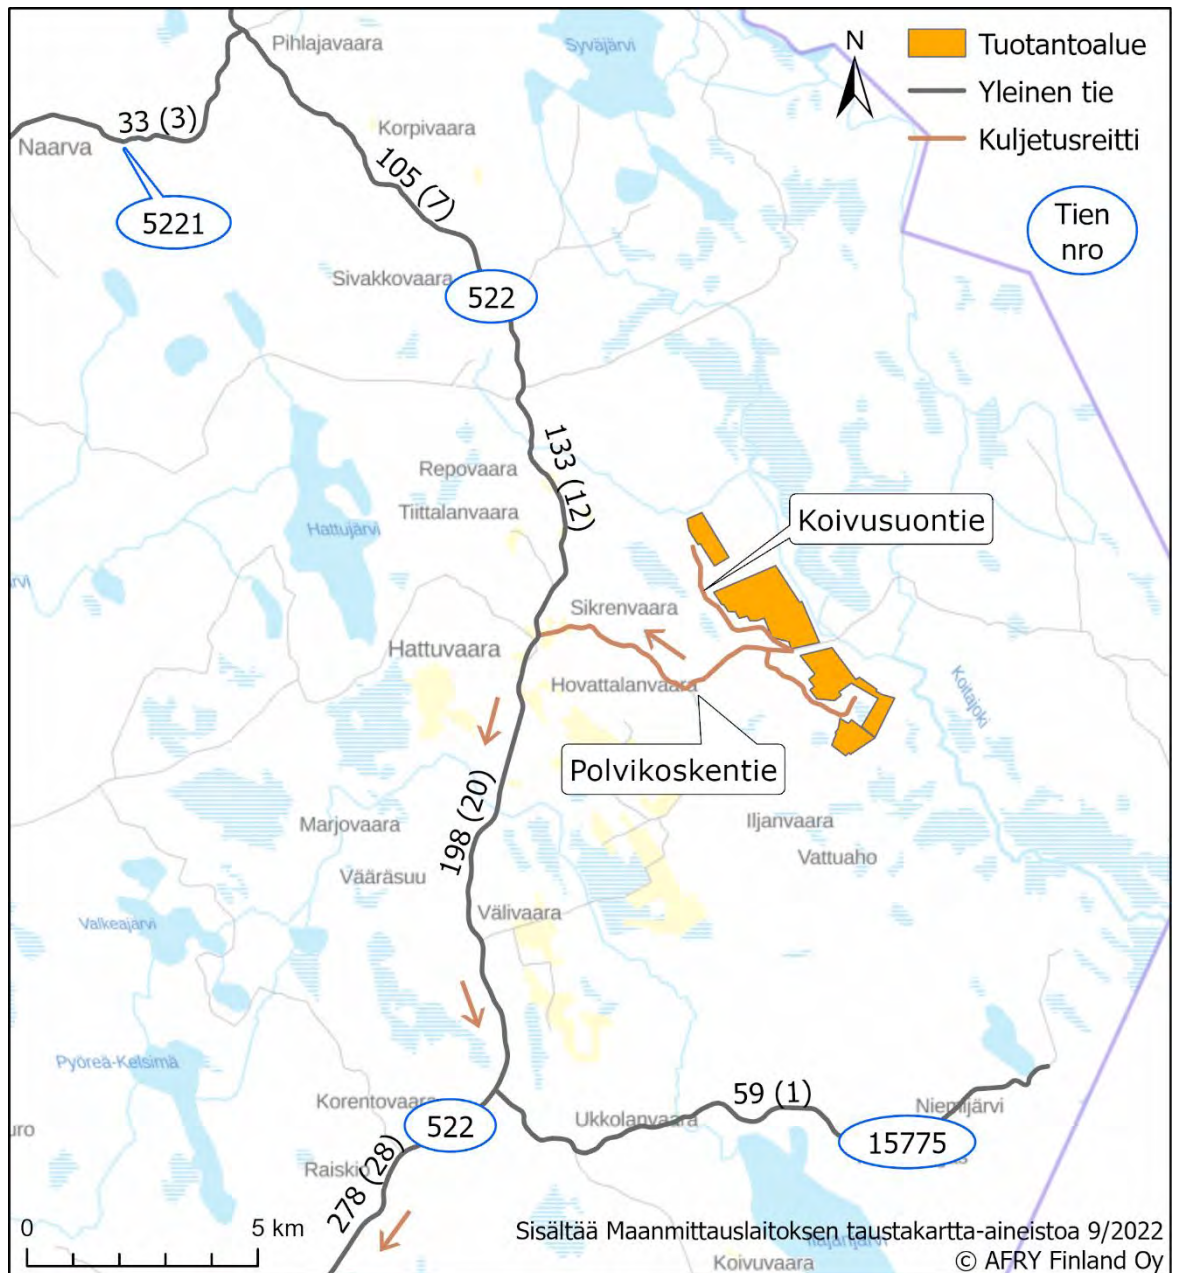 Pihlajavaara
Syväjärvi
N
Tuotantoalue
Yleinen tie
Kuljetusreitti
33 (3)
Naarva
Korpivaara
105 (7)
5221
Tien
nro
Sivakkovaara
522
133 (12)
Repovaara
Tiittalanvaara
Hattujärvi
Koivusuontie
Sikrenvaara
Hattuvaara
Hovattalanvaara
Koitajoki
Polvikoskentie
198 (20)
Marjovaara
Iljanvaara
Vattuaho
Vääräsuu
Välivaara
Valkeajärvi
Pyöreä-Kelsimä
Korentovaara
522
Ukkolanvaara
59 (1)
Niemijärvi
15775
Raiskio
278 (28)
0
5 km
Sisältää Maanmittauslaitoksen taustakartta-aineistoa 9/2022
© AFRY Finland Oy
Koivuvaara